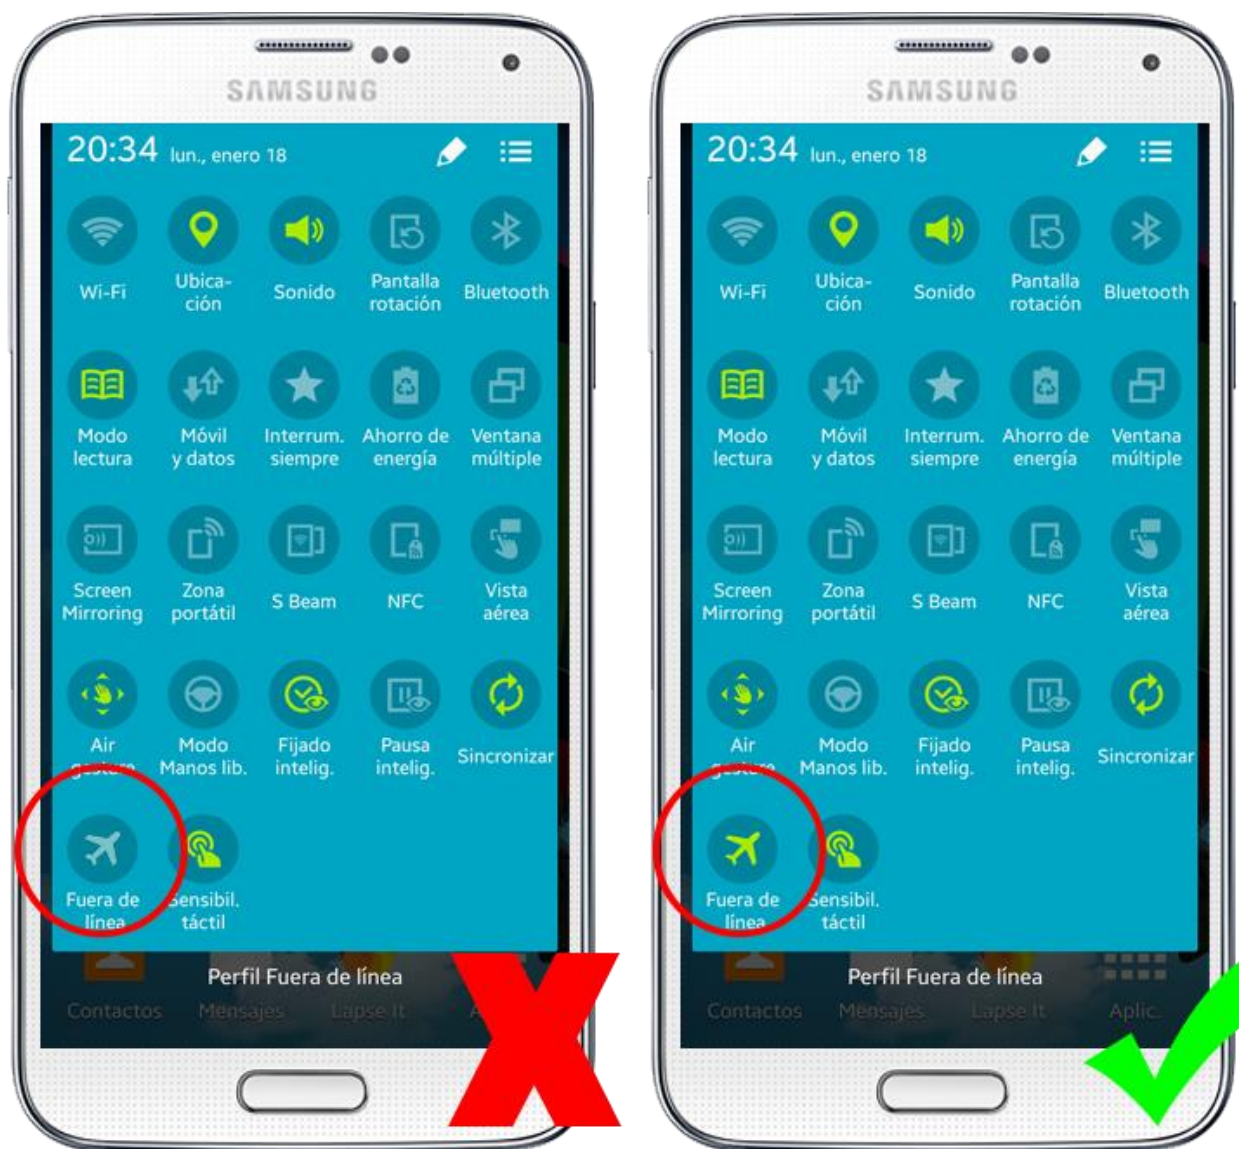 SAMSUNG
20:34 lun., enero 18
Wi-Fi
Ubica-
ción
Sonido
Pantalla
rotación
Bluetooth
Modo
lectura
Móvil
y datos
Interrum.
siempre
Ahorro de
energía
Ventana
múltiple
Screen
Mirroring
Zona
portátil
S Beam
NFC
Vista
aérea
Air
gesture
Modo
Manos lib.
Fijado
intelig.
Pausa
intelig.
Sincronizar
Fuera de
línea
Sensibil.
táctil
Perfil Fuera de línea
Contactos
Mensajes
Lapse It
SAMSUNG
20:34 lun., enero 18
Wi-Fi
Ubica-
ción
Sonido
Pantalla
rotación
Bluetooth
Modo
lectura
Móvil
y datos
Interrum.
siempre
Ahorro de
energía
Ventana
múltiple
Screen
Mirroring
Zona
portátil
S Beam
NFC
Vista
aérea
Air
gesture
Modo
Manos lib.
Fijado
intelig.
Pausa
intelig.
Sincronizar
Fuera de
línea
Sensibil.
táctil
Perfil Fuera de línea
Contactos
Mensajes
Lapse It
Aplic.